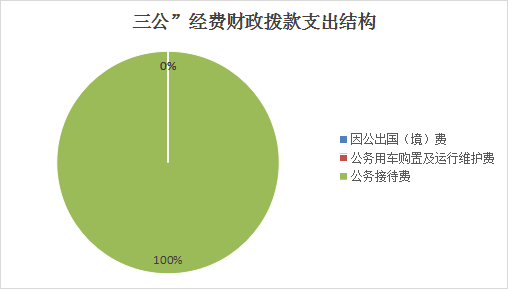 三公”经费财政拨款支出结构
0%
因公出国（境）费
公务用车购置及运行维护费
公务接待费
100%